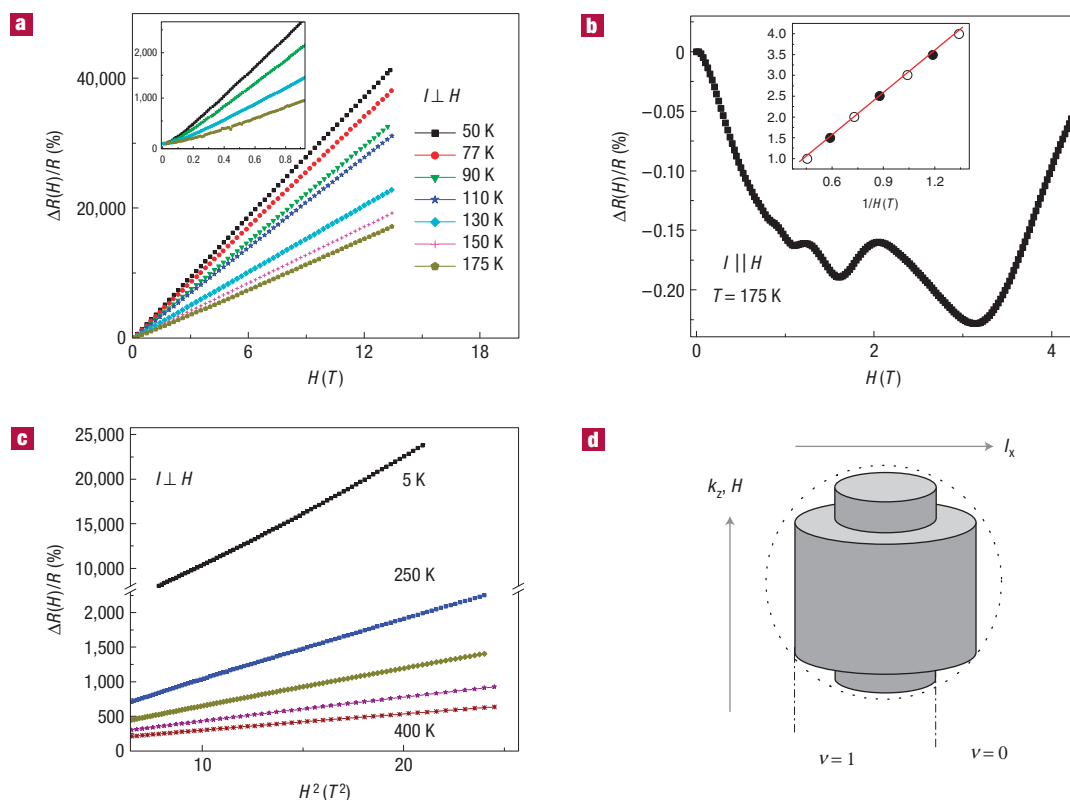 a
ΔR(H)/R (%)
40,000
20,000
0
0
6
12
18
H (T)
I ⊥ H
50 K
77 K
90 K
110 K
130 K
150 K
175 K
2,000
1,000
0
0
0.2
0.4
0.6
0.8
b
ΔR(H)/R (%)
0
−0.05
−0.10
−0.15
−0.20
0
2
4
H (T)
I || H
T = 175 K
4.0
3.5
3.0
2.5
2.0
1.5
1.0
0.6
0.9
1.2
1/H (T)
c
ΔR(H)/R (%)
25,000
20,000
15,000
10,000
2,000
1,500
1,000
500
0
10
20
H² (T²)
I ⊥ H
5 K
250 K
400 K
d
Iₓ
k_z, H
ν = 1
ν = 0